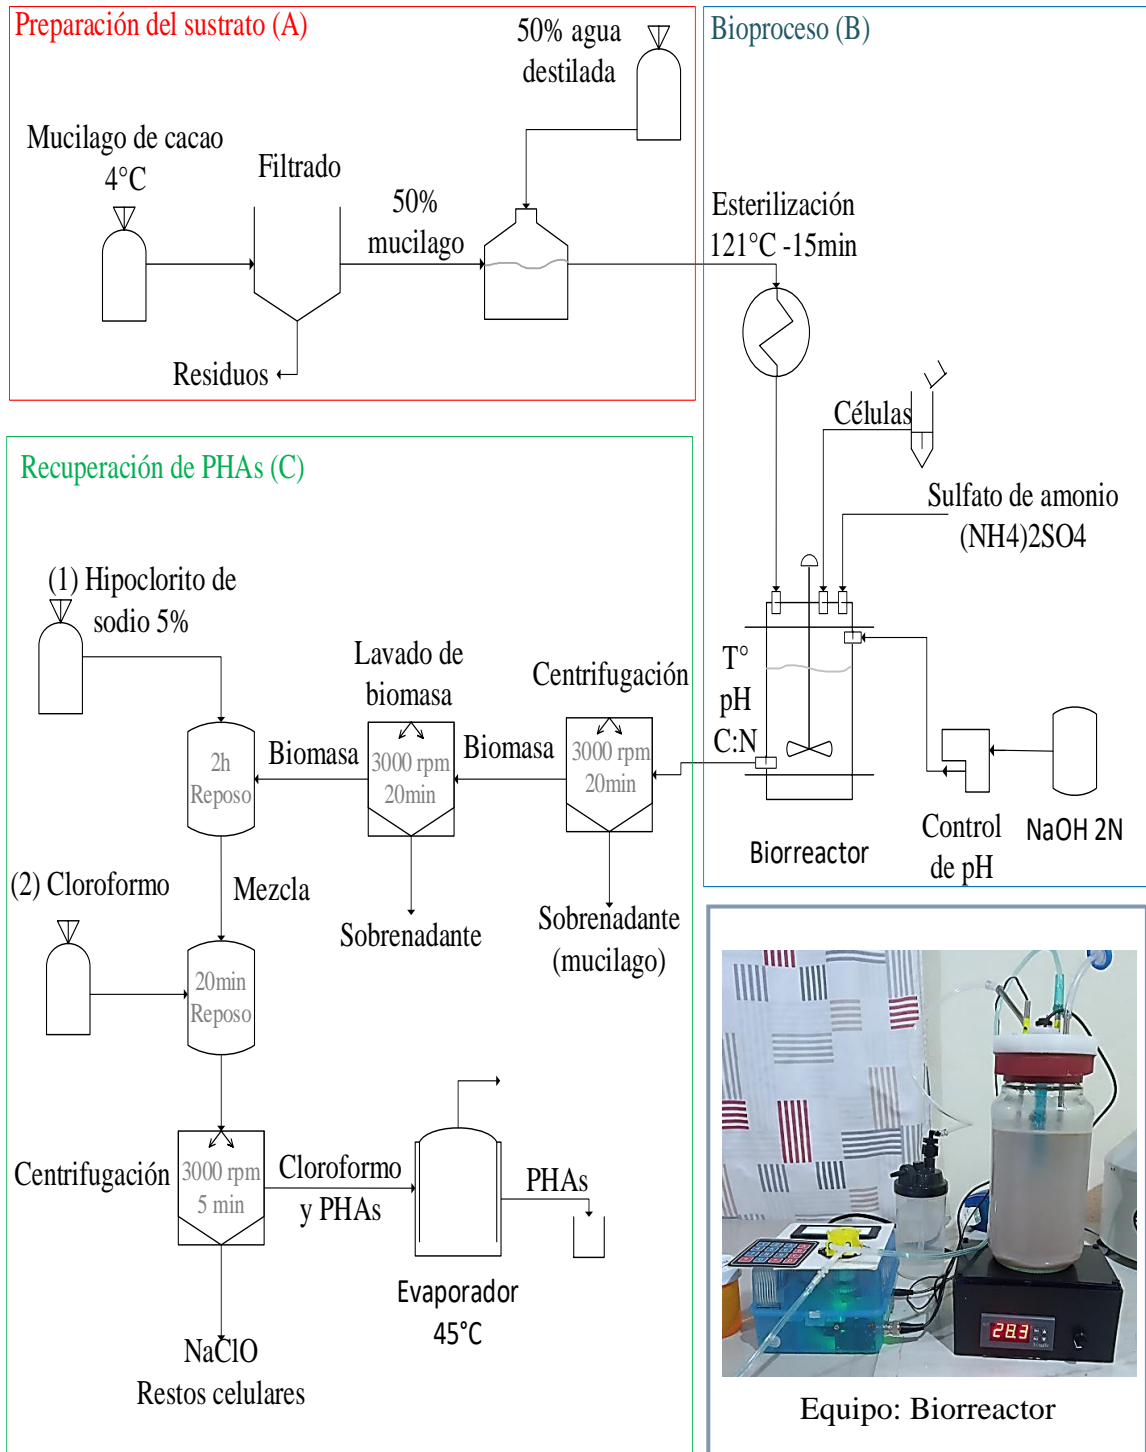 Preparación del sustrato (A)
50% agua
destilada
Mucilago de cacao
4°C
Filtrado
50%
mucilago
Residuos
Bioproceso (B)
Esterilización
121°C -15min
Células
Sulfato de amonio
(NH4)2SO4
T°
pH
C:N
Biorreactor
Control
de pH
NaOH 2N
Recuperación de PHAs (C)
(1) Hipoclorito de
sodio 5%
Lavado de
biomasa
Centrifugación
2h
Reposo
Biomasa
3000 rpm
20min
Biomasa
3000 rpm
20min
Sobrenadante
Sobrenadante
(mucilago)
Mezcla
(2) Cloroformo
20min
Reposo
Centrifugación
3000 rpm
5 min
Cloroformo
y PHAs
PHAs
Evaporador
45°C
NaClO
Restos celulares
28.3
Equipo: Biorreactor